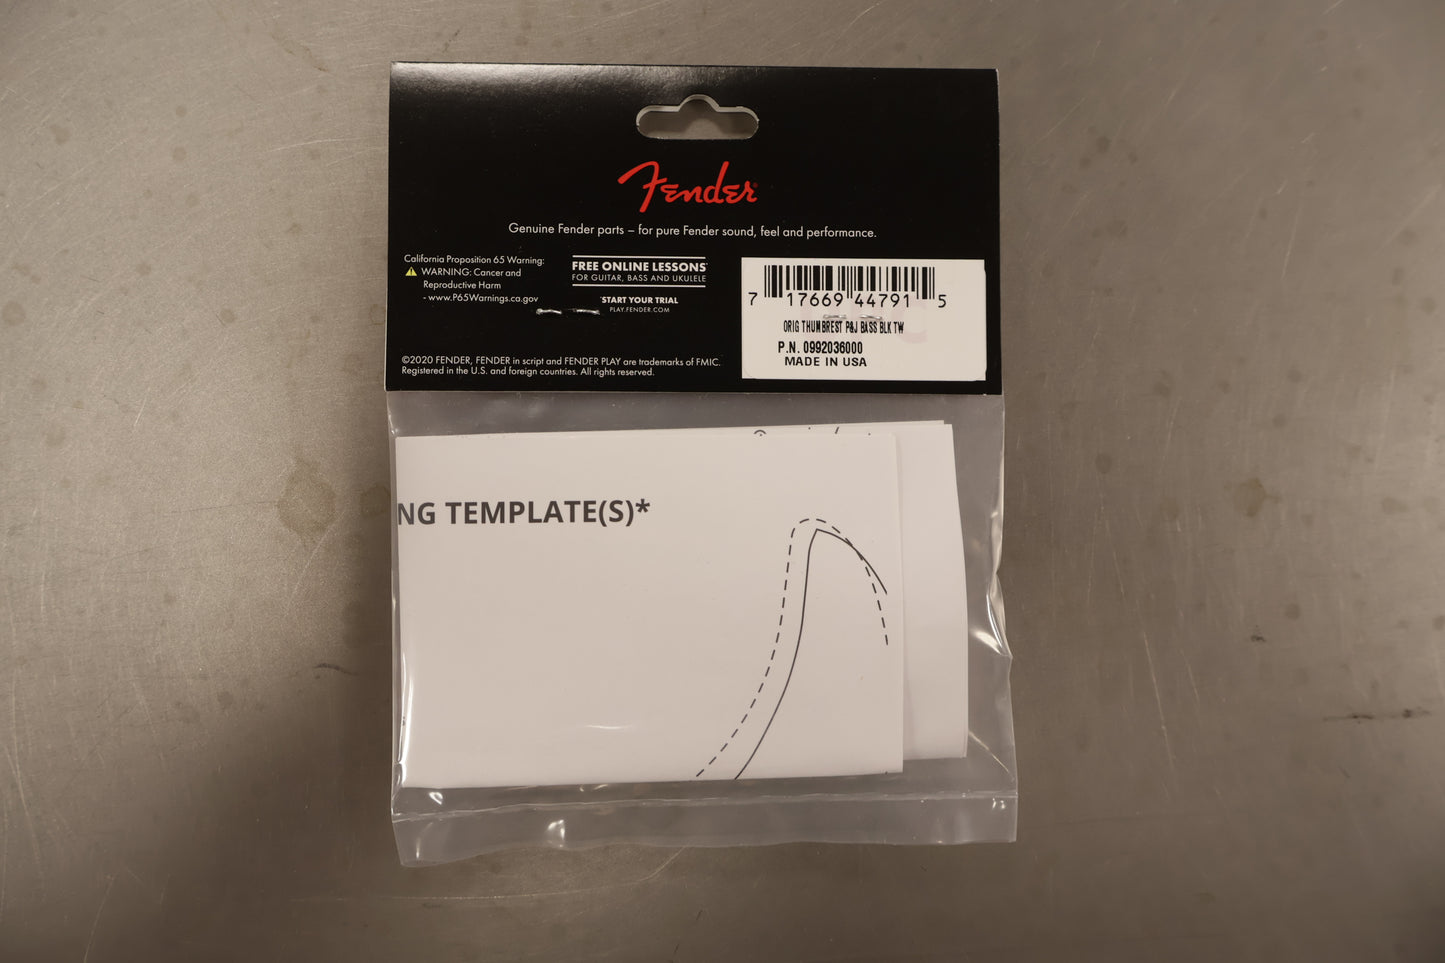 Fender
Genuine Fender parts – for pure Fender sound, feel and performance.
California Proposition 65 Warning:
WARNING: Cancer and
Reproductive Harm
- www.P65Warnings.ca.gov
FREE ONLINE LESSONS*
FOR GUITAR, BASS AND UKULELE
*START YOUR TRIAL
PLAY.FENDER.COM
©2020 FENDER, FENDER in script and FENDER PLAY are trademarks of FMIC.
Registered in the U.S. and foreign countries. All rights reserved.
7 17669 44791 5
ORIG THUMBREST P&J BASS BLK TW
P.N. 0992036000
MADE IN USA
NG TEMPLATE(S)*